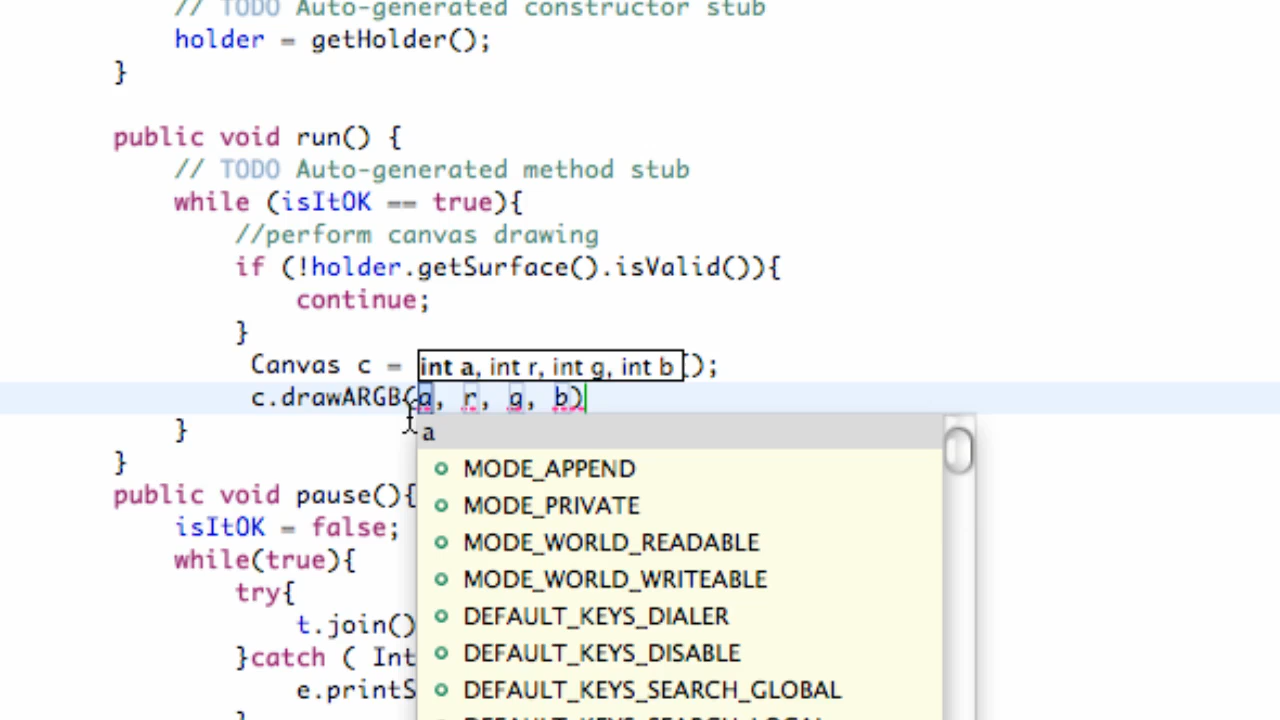 // TODO Auto-generated constructor stub
holder = getHolder();
}
public void run() {
// TODO Auto-generated method stub
while (isItOK == true){
//perform canvas drawing
if (!holder.getSurface().isValid()){
continue;
}
Canvas c = );
int a, int r, int g, int b
c.drawARGB(a, r, g, b)
}
a
}
MODE_APPEND
public void pause(){
MODE_PRIVATE
isItOK = false;
MODE_WORLD_READABLE
while(true){
MODE_WORLD_WRITEABLE
try{
DEFAULT_KEYS_DIALER
t.join()
DEFAULT_KEYS_DISABLE
}catch ( Int
DEFAULT_KEYS_SEARCH_GLOBAL
e.printS